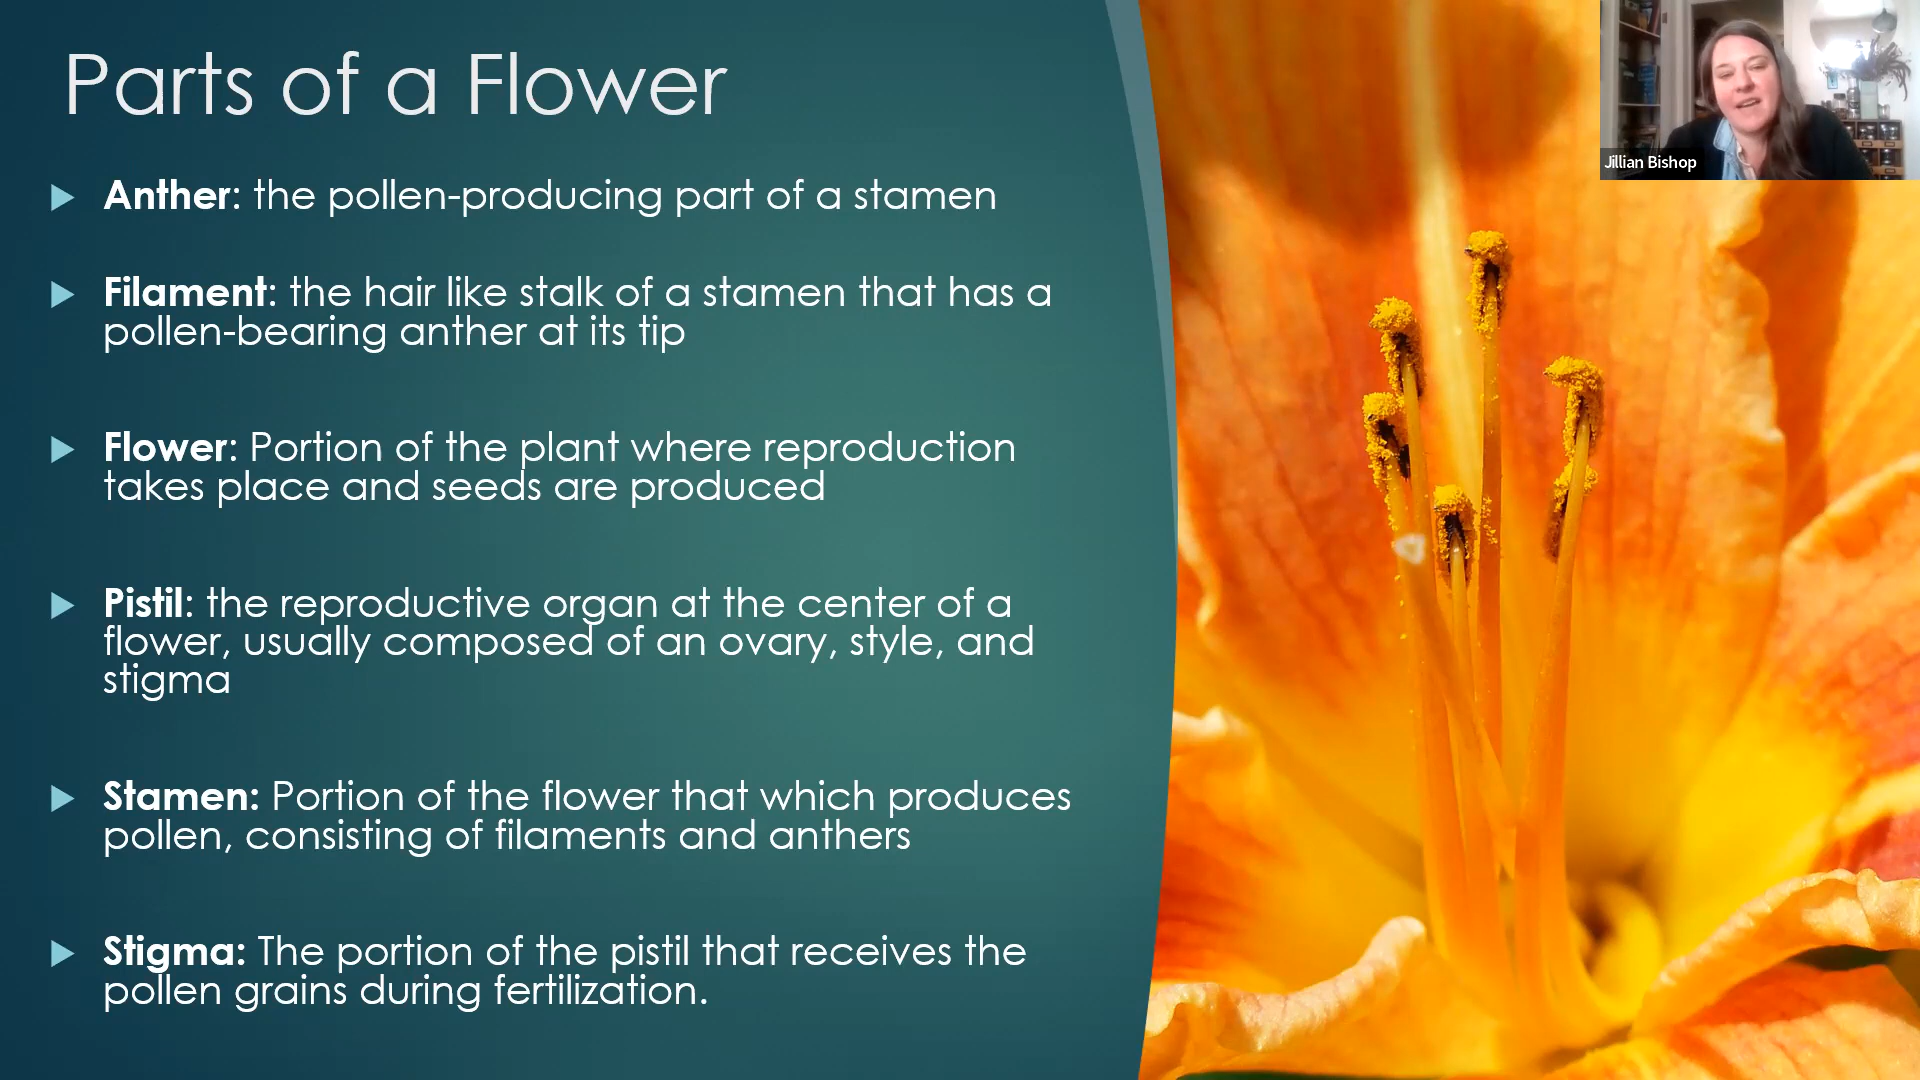 Parts of a Flower
Jillian Bishop
Anther: the pollen-producing part of a stamen
Filament: the hair like stalk of a stamen that has a
pollen-bearing anther at its tip
Flower: Portion of the plant where reproduction
takes place and seeds are produced
Pistil: the reproductive organ at the center of a
flower, usually composed of an ovary, style, and
stigma
Stamen: Portion of the flower that which produces
pollen, consisting of filaments and anthers
Stigma: The portion of the pistil that receives the
pollen grains during fertilization.